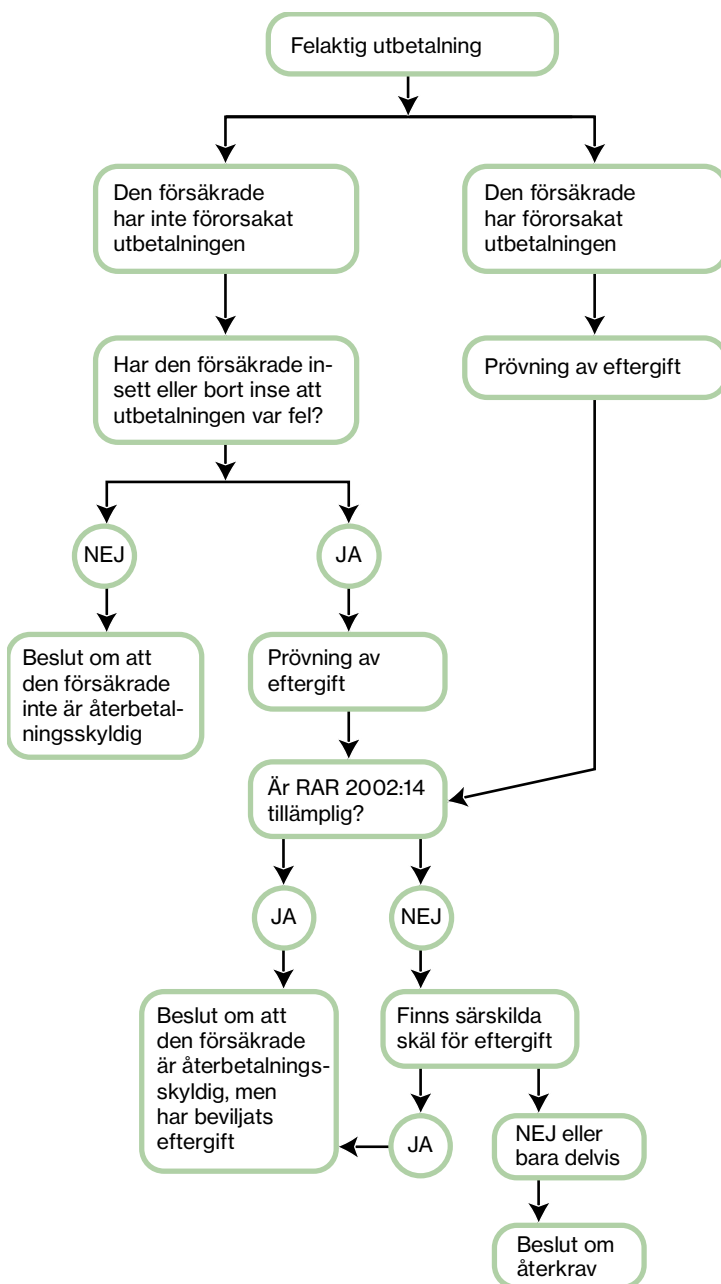 Felaktig utbetalning
Den försäkrade
har inte förorsakat
utbetalningen
Den försäkrade
har förorsakat
utbetalningen
Har den försäkrade in-
sett eller bort inse att
utbetalningen var fel?
Prövning av eftergift
NEJ
JA
Beslut om att
den försäkrade
inte är återbetal-
ningsskyldig
Prövning av
eftergift
Är RAR 2002:14
tillämplig?
JA
NEJ
Beslut om att
den försäkrade
är återbetalnings-
skyldig, men
har beviljats
eftergift
Finns särskilda
skäl för eftergift
JA
NEJ eller
bara delvis
Beslut om
återkrav